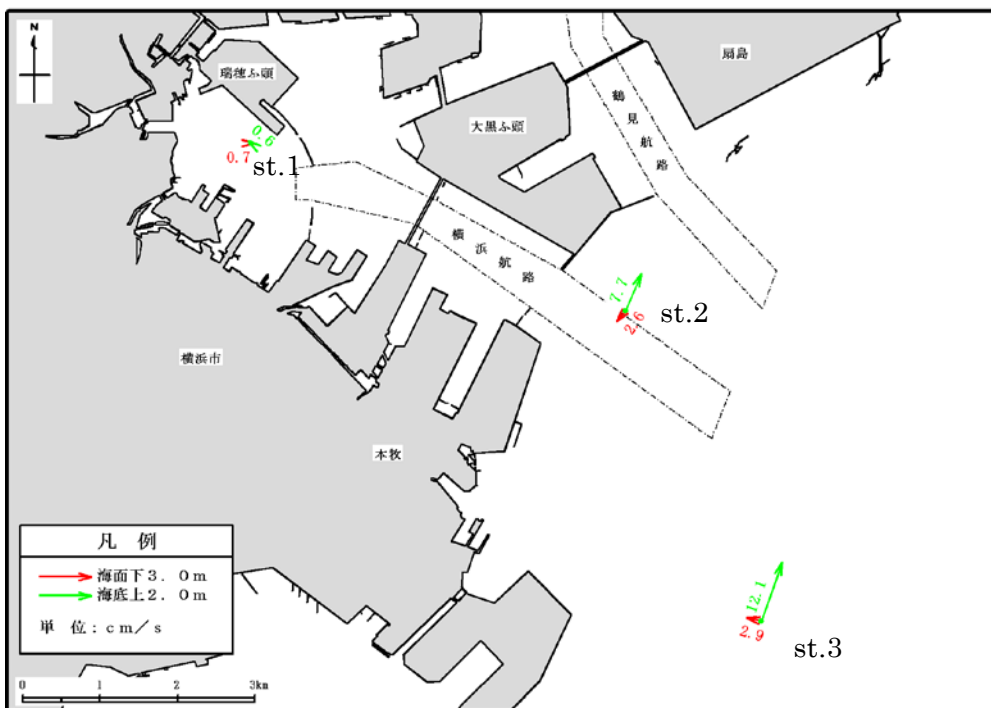 N
扇島
瑞穂ふ頭
鶴見航路
大黒ふ頭
0.6
0.7
st.1
横浜航路
7.7
2.6
st.2
横浜市
本牧
凡 例
海面下3.0m
海底上2.0m
単 位:cm/s
12.1
2.9
st.3
0 1 2 3km